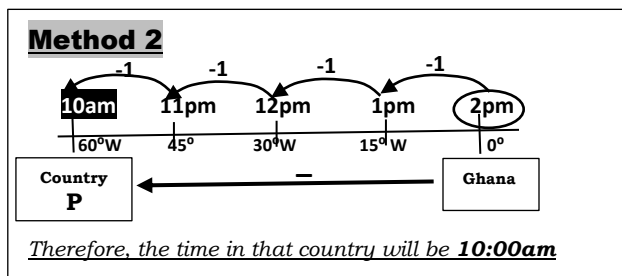 Method 2
-1 -1 -1 -1
10am 11pm 12pm 1pm 2pm
60⁰W 45⁰ 30⁰W 15⁰ W 0⁰
Country Ghana
P –
Therefore, the time in that country will be 10:00am